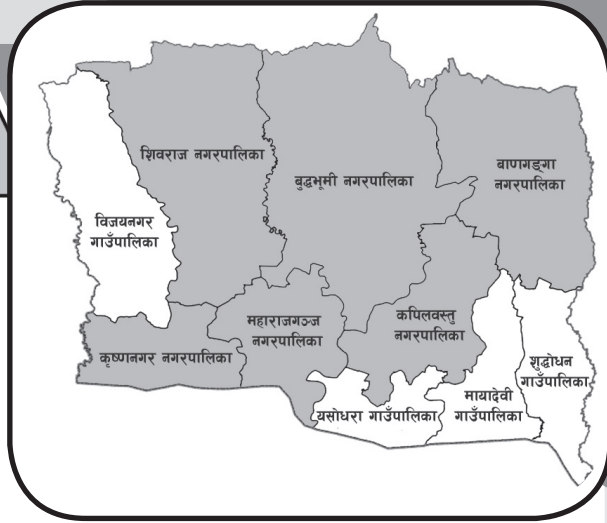 शिवराज नगरपालिका
बुद्धभूमी नगरपालिका
बाणगङ्गा
नगरपालिका
विजयनगर
गाउँपालिका
महाराजगञ्ज
नगरपालिका
कपिलवस्तु
नगरपालिका
कृष्णनगर नगरपालिका
शुद्धोधन
गाउँपालिका
मायादेवी
गाउँपालिका
यसोधरा गाउँपालिका